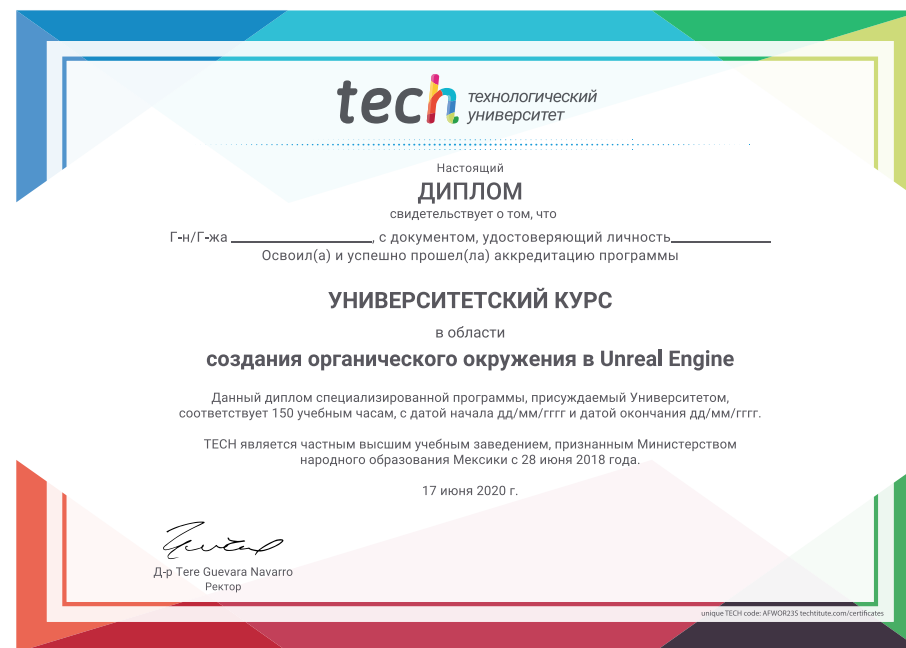 tech технологический
университет
Настоящий
ДИПЛОМ
свидетельствует о том, что
Г-н/Г-жа , с документом, удостоверяющий личность
Освоил(а) и успешно прошел(ла) аккредитацию программы
УНИВЕРСИТЕТСКИЙ КУРС
в области
создания органического окружения в Unreal Engine
Данный диплом специализированной программы, присуждаемый Университетом,
соответствует 150 учебным часам, с датой начала дд/мм/гггг и датой окончания дд/мм/гггг.
TECH является частным высшим учебным заведением, признанным Министерством
народного образования Мексики с 28 июня 2018 года.
17 июня 2020 г.
Д-р Tere Guevara Navarro
Ректор
unique TECH code: AFWOR23S techtitute.com/certificates